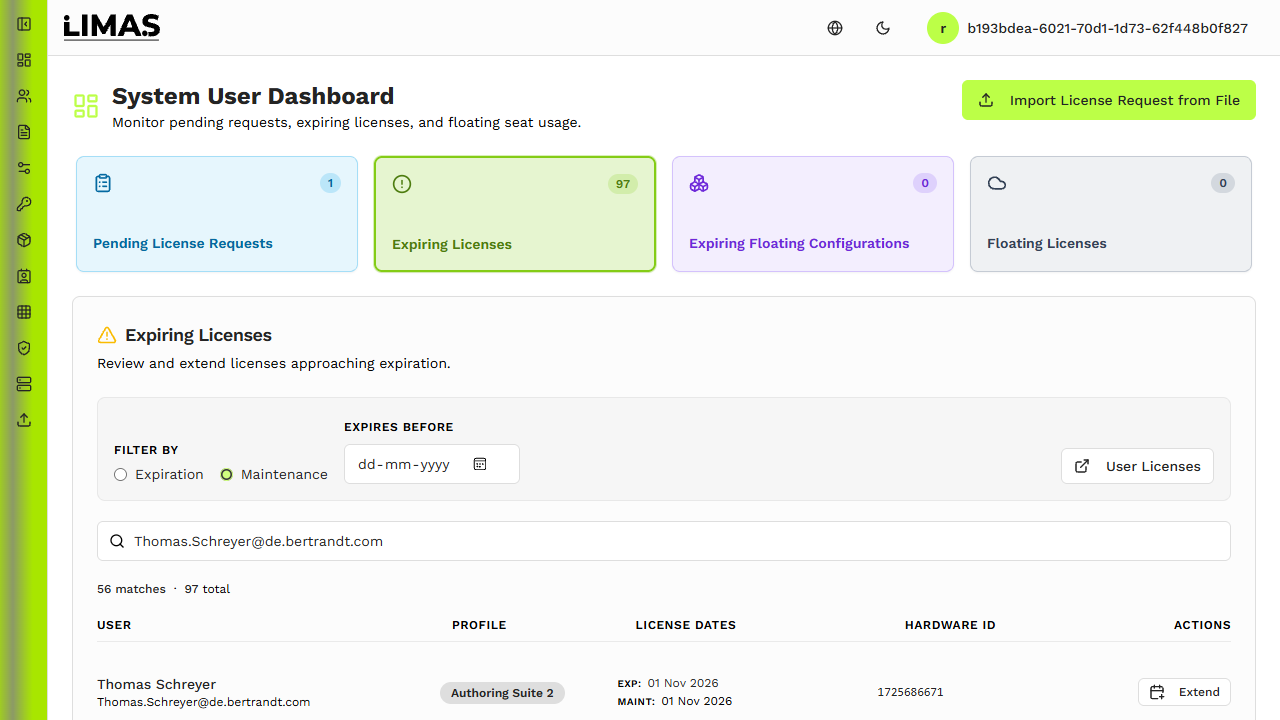 LIMAS
r
b193bdea-6021-70d1-1d73-62f448b0f827
System User Dashboard
Monitor pending requests, expiring licenses, and floating seat usage.
Import License Request from File
1
Pending License Requests
97
Expiring Licenses
0
Expiring Floating Configurations
0
Floating Licenses
Expiring Licenses
Review and extend licenses approaching expiration.
FILTER BY
Expiration
Maintenance
EXPIRES BEFORE
dd-mm-yyyy
User Licenses
Thomas.Schreyer@de.bertrandt.com
56 matches · 97 total
USER PROFILE LICENSE DATES HARDWARE ID ACTIONS
Thomas Schreyer
Thomas.Schreyer@de.bertrandt.com
Authoring Suite 2
EXP: 01 Nov 2026
MAINT: 01 Nov 2026
1725686671
Extend